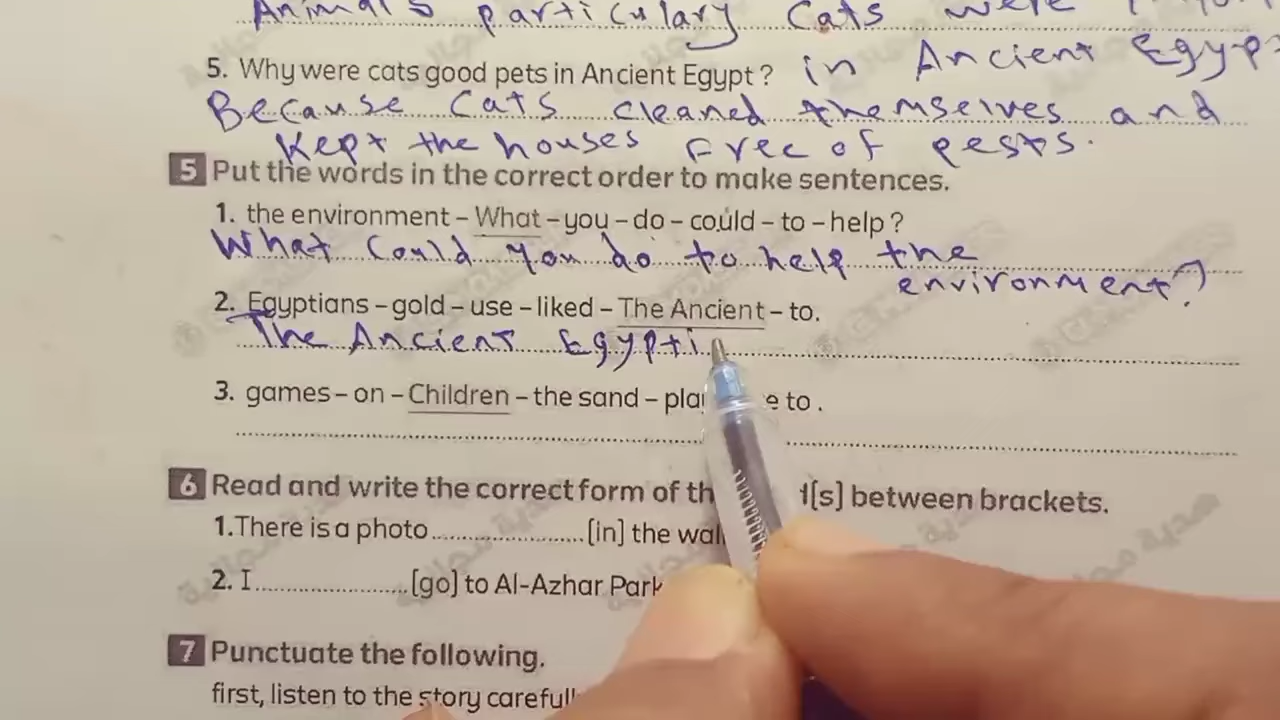 Animals particulary cats were
5. Why were cats good pets in Ancient Egypt ? in Ancient
Because cats cleaned themselves and
Kept the houses free of pests.
5 Put the words in the correct order to make sentences.
1. the environment – What – you – do – could – to – help ?
What could you do to help the
environment?
2. Egyptians – gold – use – liked – The Ancient – to.
The Ancient Egypti
3. games – on – Children – the sand – to .
6 Read and write the correct form of between brackets.
1.There is a photo ........................ [in] the
2. I ........................ [go] to Al-Azhar Park
7 Punctuate the following.
first, listen to the story